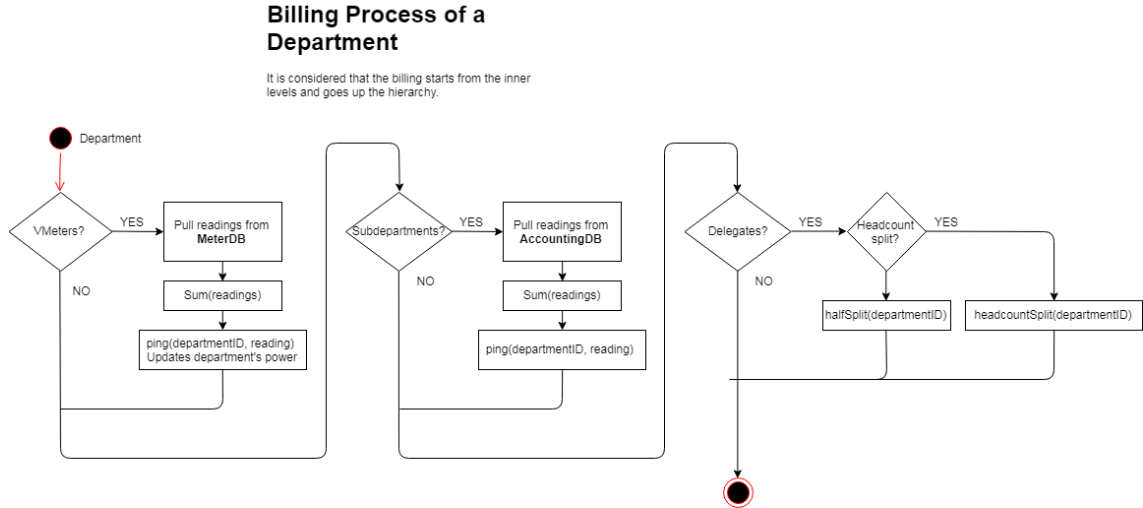 Billing Process of a
Department
It is considered that the billing starts from the inner
levels and goes up the hierarchy.
Department
VMeters?
YES
NO
Pull readings from
MeterDB
Sum(readings)
ping(departmentID, reading)
Updates department's power
Subdepartments?
YES
NO
Pull readings from
AccountingDB
Sum(readings)
ping(departmentID, reading)
Delegates?
YES
NO
Headcount
split?
YES
halfSplit(departmentID)
headcountSplit(departmentID)